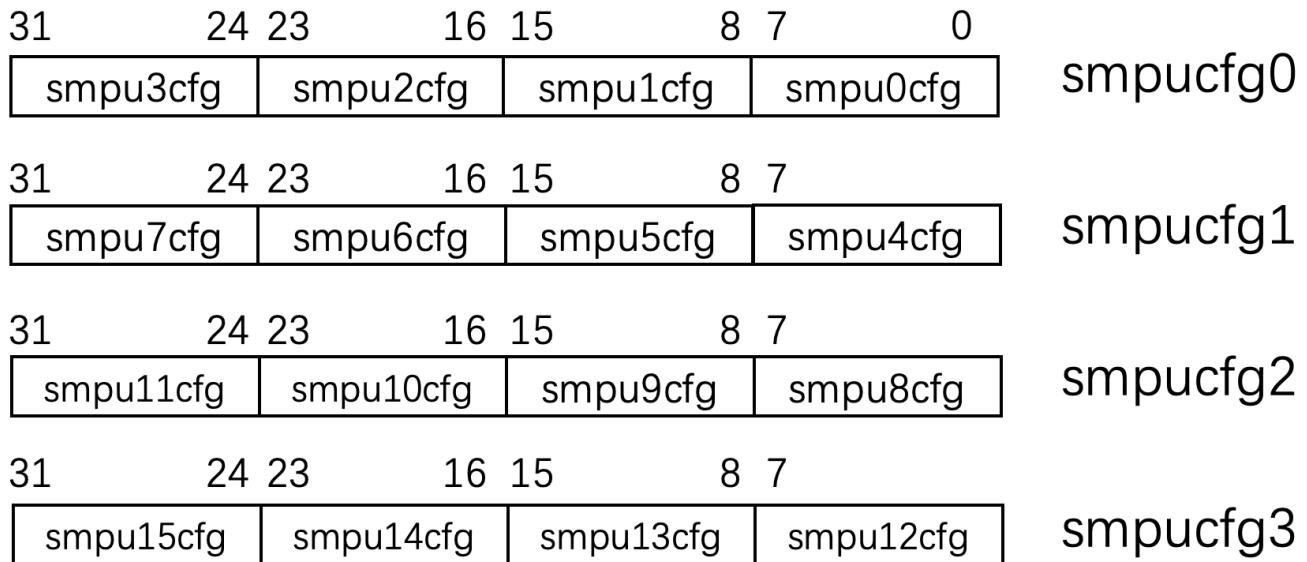 31 24 23 16 15 8 7 0
smpu3cfg smpu2cfg smpu1cfg smpu0cfg smpucfg0
31 24 23 16 15 8 7
smpu7cfg smpu6cfg smpu5cfg smpu4cfg smpucfg1
31 24 23 16 15 8 7
smpu11cfg smpu10cfg smpu9cfg smpu8cfg smpucfg2
31 24 23 16 15 8 7
smpu15cfg smpu14cfg smpu13cfg smpu12cfg smpucfg3